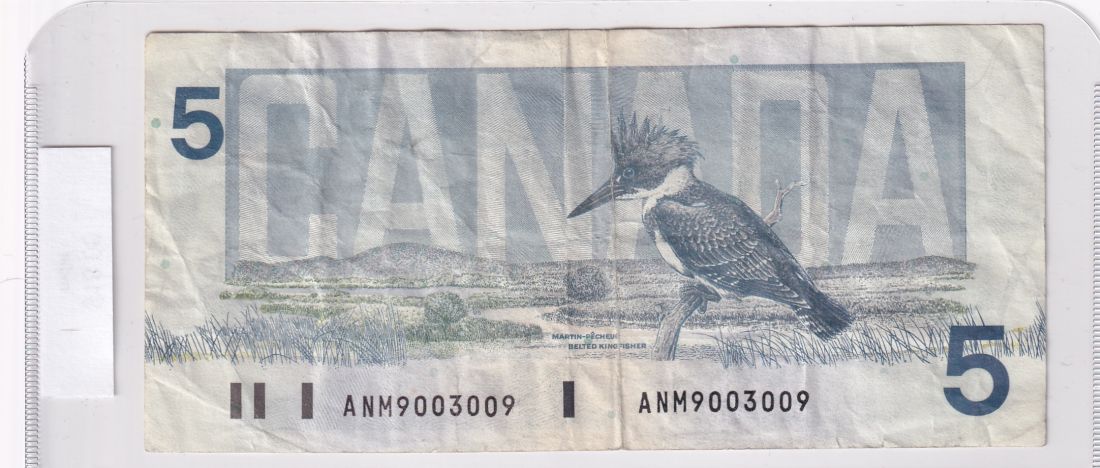 5
CANADA
MARTIN-PÊCHEUR
BELTED KINGFISHER
5
ANM9003009
ANM9003009